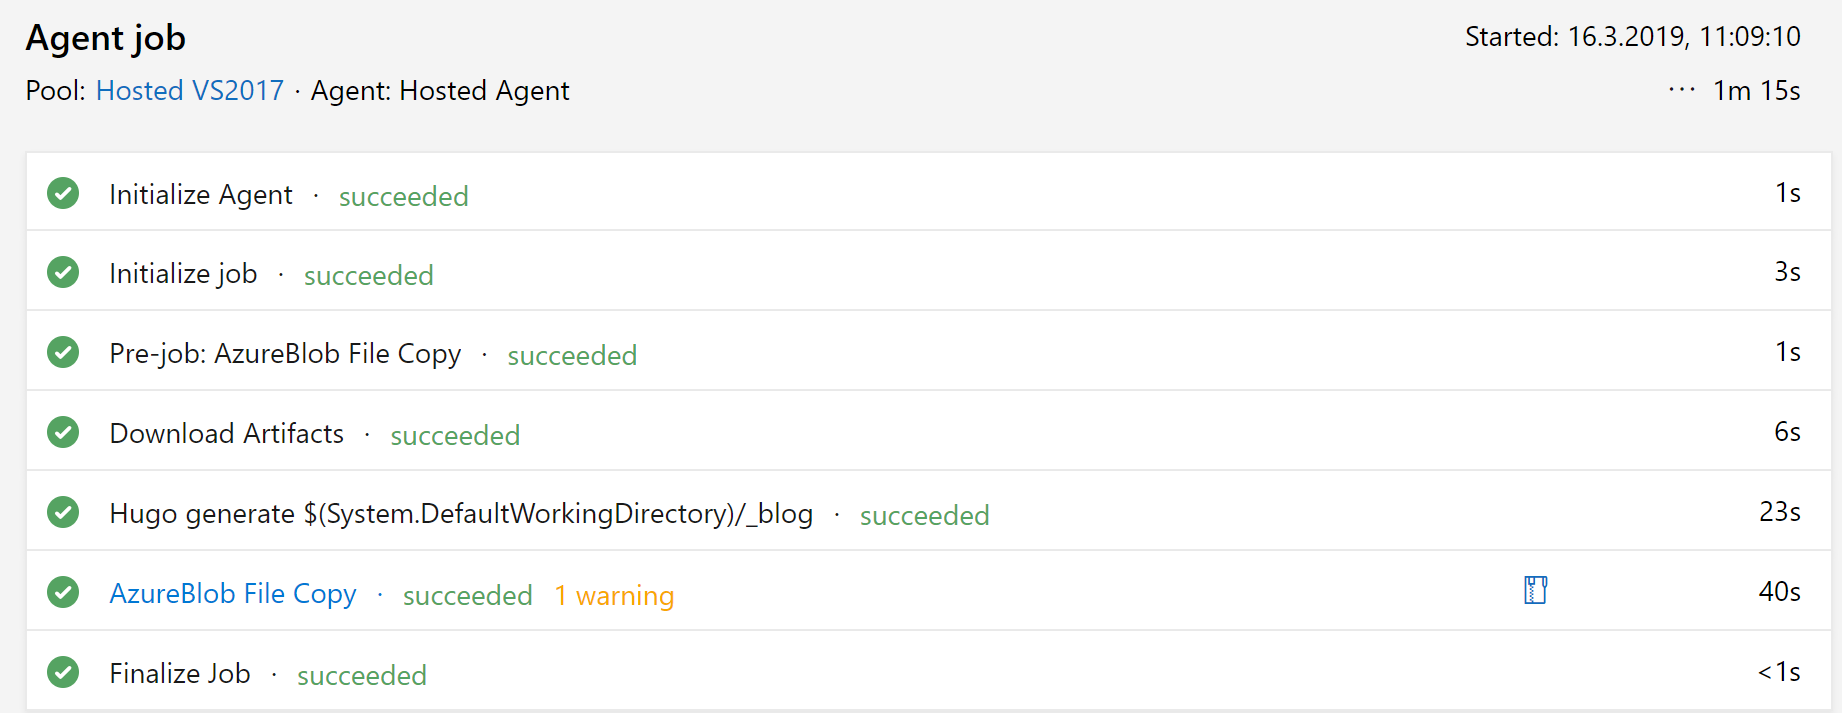 Agent job
Started: 16.3.2019, 11:09:10
Pool: Hosted VS2017 · Agent: Hosted Agent
··· 1m 15s
Initialize Agent · succeeded 1s
Initialize job · succeeded 3s
Pre-job: AzureBlob File Copy · succeeded 1s
Download Artifacts · succeeded 6s
Hugo generate $(System.DefaultWorkingDirectory)/_blog · succeeded 23s
AzureBlob File Copy · succeeded 1 warning 40s
Finalize Job · succeeded <1s